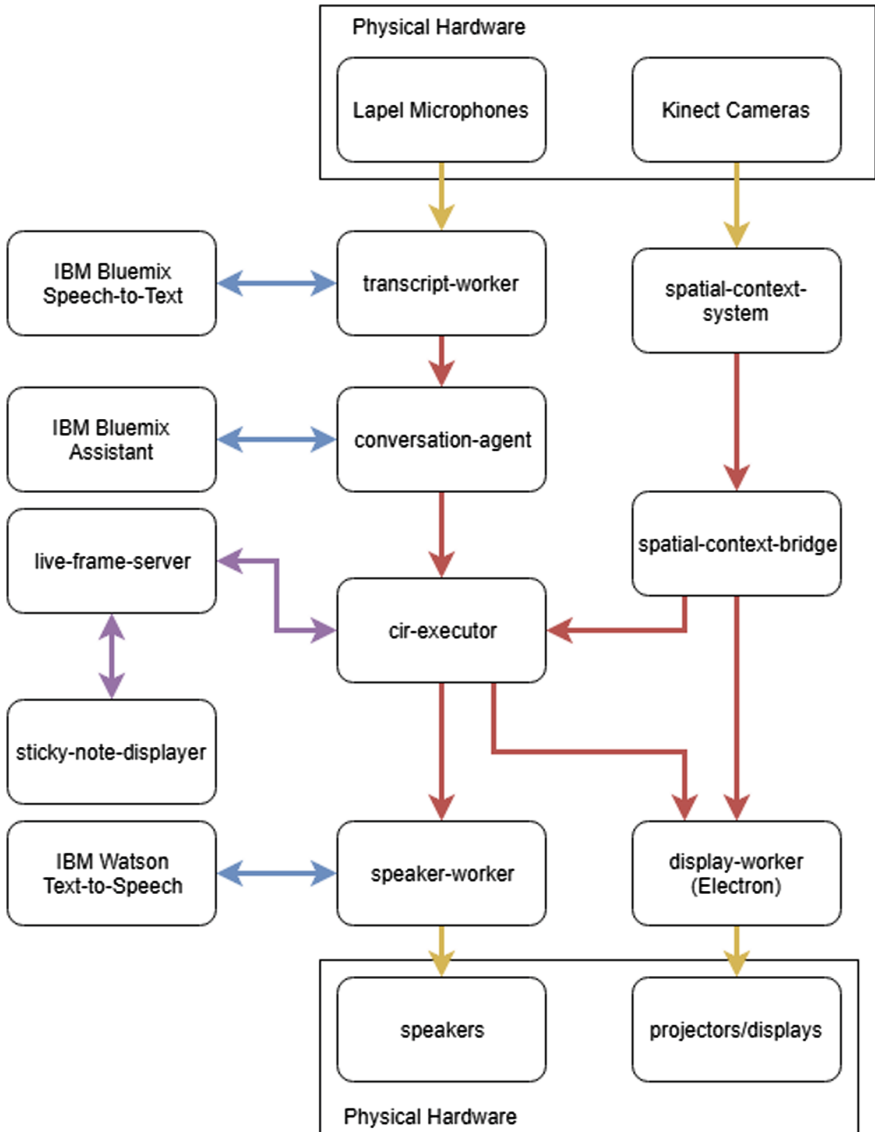 Physical Hardware
Lapel Microphones
Kinect Cameras
IBM Bluemix
Speech-to-Text
transcript-worker
spatial-context-
system
IBM Bluemix
Assistant
conversation-agent
live-frame-server
spatial-context-bridge
cir-executor
sticky-note-displayer
IBM Watson
Text-to-Speech
speaker-worker
display-worker
(Electron)
speakers
projectors/displays
Physical Hardware